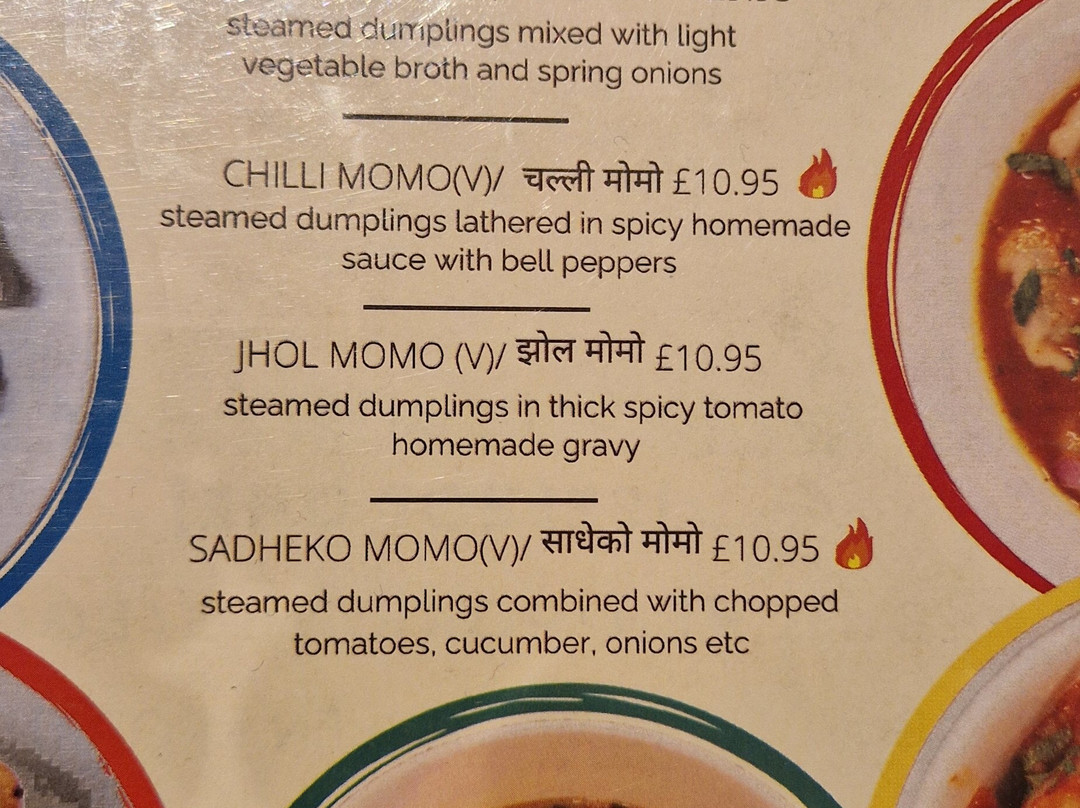 steamed dumplings mixed with light
vegetable broth and spring onions
CHILLI MOMO(V)/ चल्ली मोमो £10.95
steamed dumplings lathered in spicy homemade
sauce with bell peppers
JHOL MOMO (V)/ झोल मोमो £10.95
steamed dumplings in thick spicy tomato
homemade gravy
SADHEKO MOMO(V)/ साधेको मोमो £10.95
steamed dumplings combined with chopped
tomatoes, cucumber, onions etc